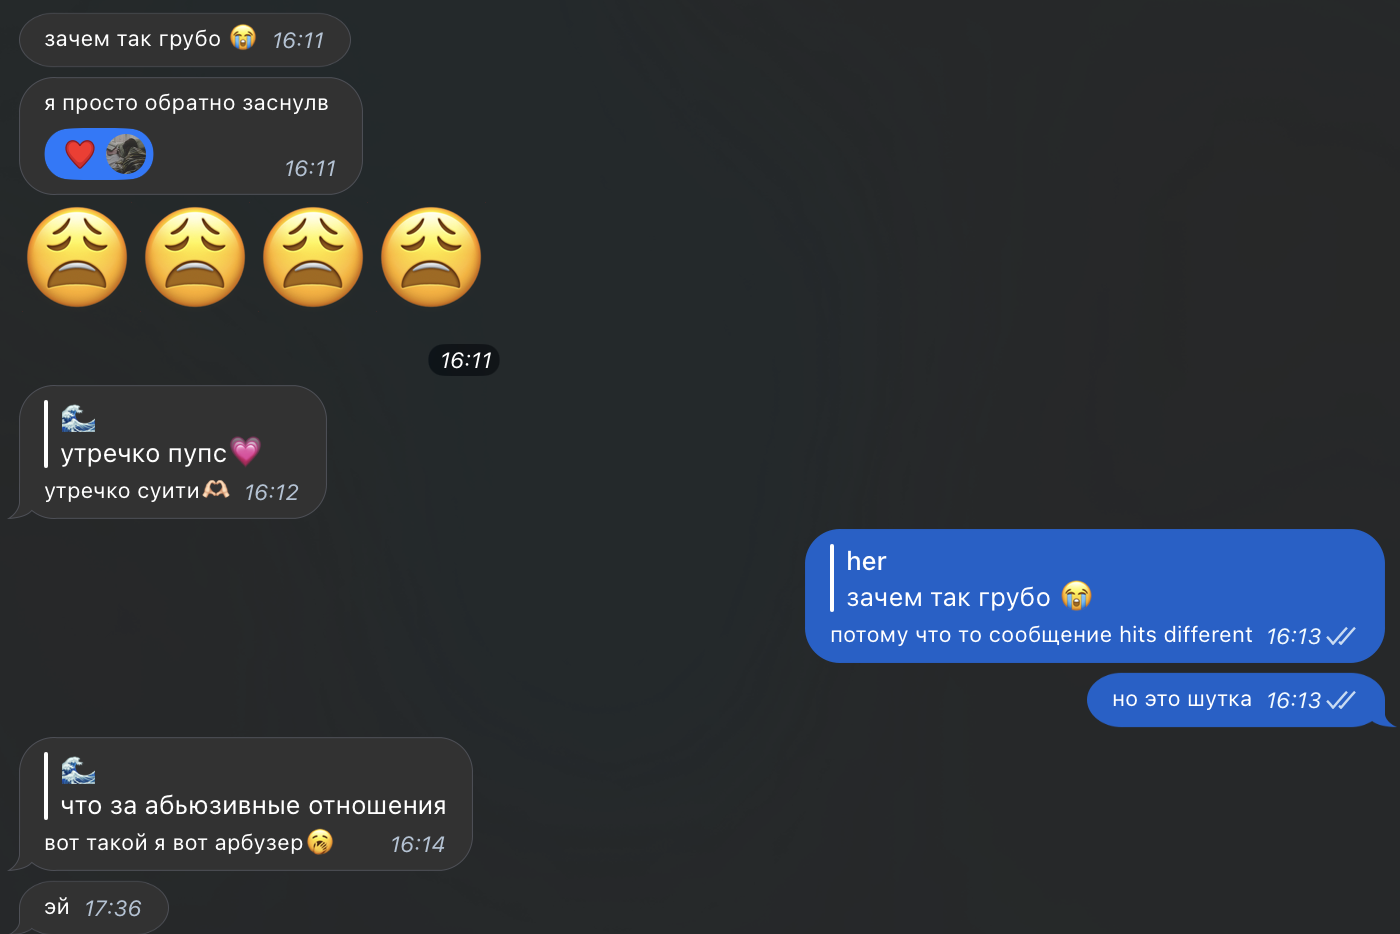 зачем так грубо 😭 16:11
я просто обратно заснулв
❤️ 16:11
😩😩😩😩
16:11
🌊
утречко пупс💗
утречко суити🫶🏻 16:12
her
зачем так грубо 😭
потому что то сообщение hits different 16:13
но это шутка 16:13
🌊
что за абьюзивные отношения
вот такой я вот арбузер🥱 16:14
эй 17:36